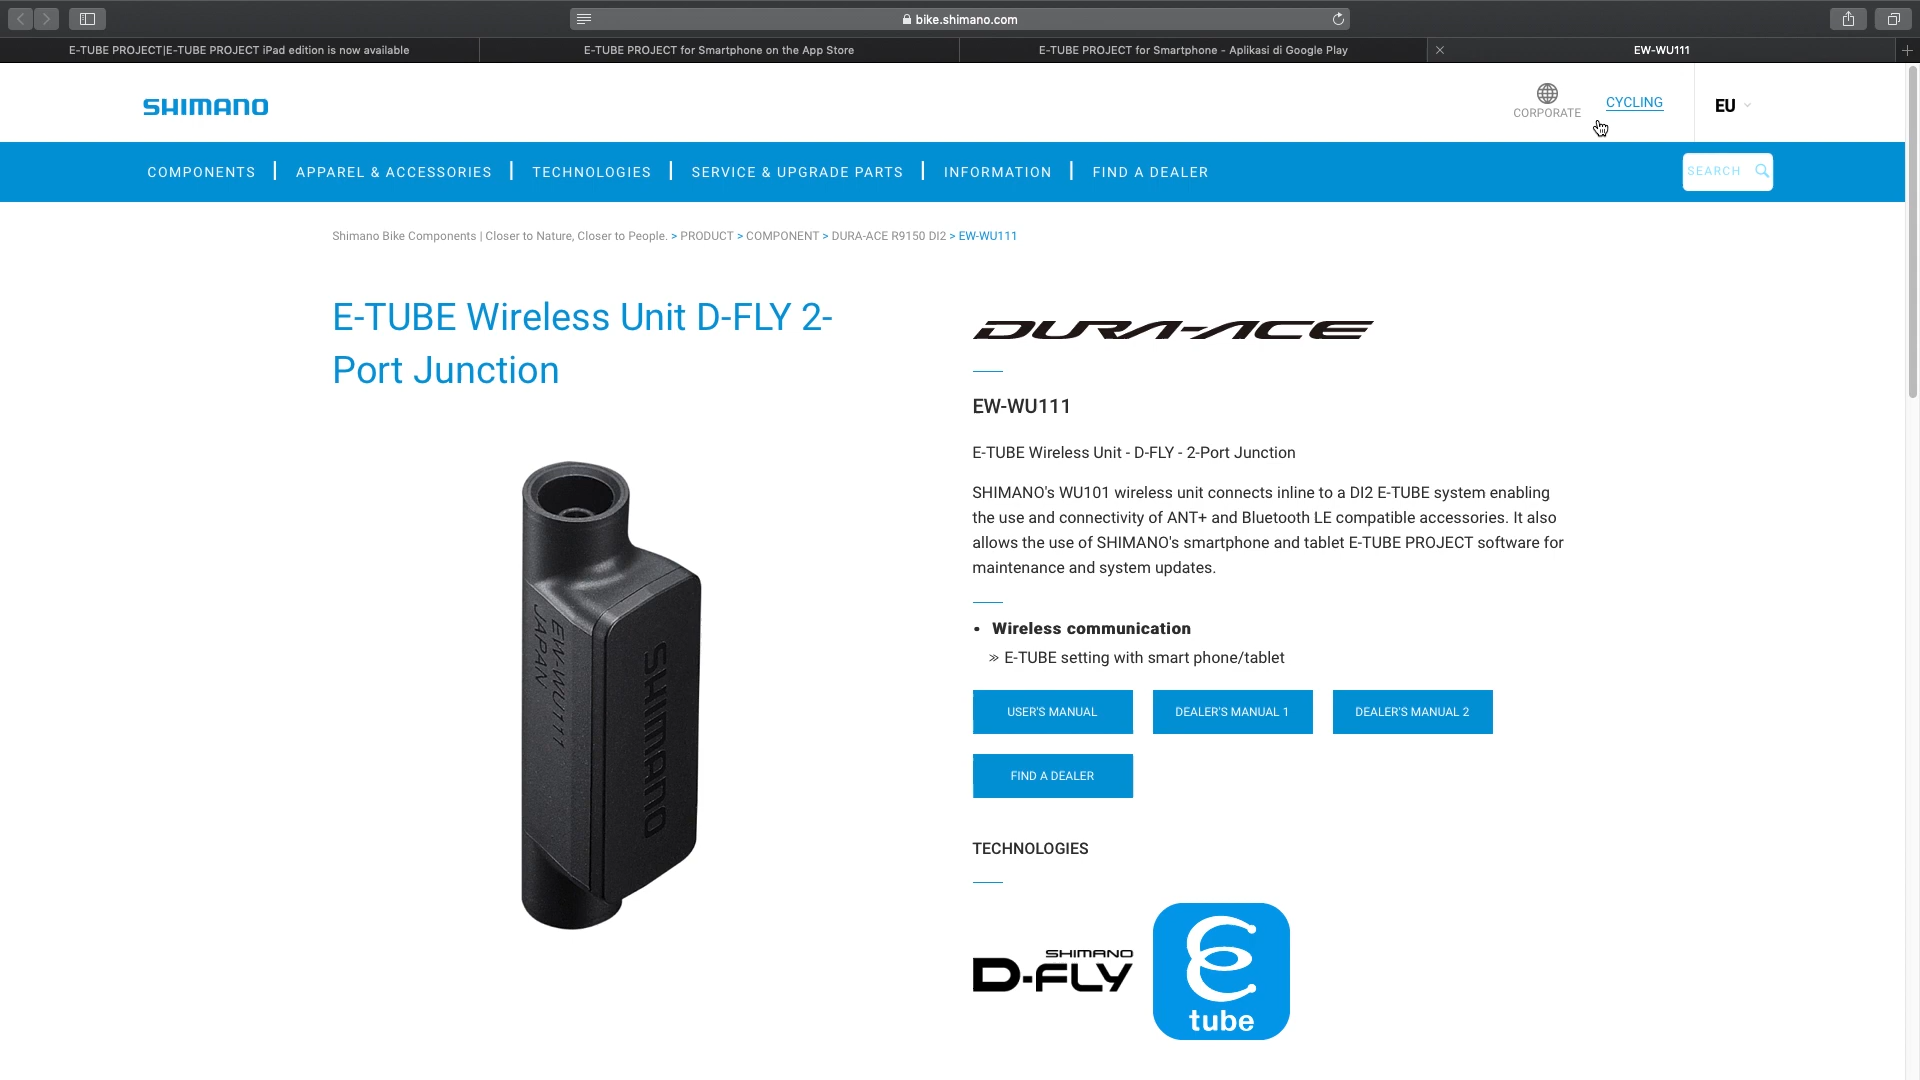 bike.shimano.com
E-TUBE PROJECT|E-TUBE PROJECT iPad edition is now available
E-TUBE PROJECT for Smartphone on the App Store
E-TUBE PROJECT for Smartphone - Aplikasi di Google Play
EW-WU111
SHIMANO
CORPORATE
CYCLING
EU
COMPONENTS
APPAREL & ACCESSORIES
TECHNOLOGIES
SERVICE & UPGRADE PARTS
INFORMATION
FIND A DEALER
SEARCH
Shimano Bike Components | Closer to Nature, Closer to People. > PRODUCT > COMPONENT > DURA-ACE R9150 DI2 > EW-WU111
E-TUBE Wireless Unit D-FLY 2-
Port Junction
EW-WU111
JAPAN
SHIMANO
DURA-ACE
EW-WU111
E-TUBE Wireless Unit - D-FLY - 2-Port Junction
SHIMANO's WU101 wireless unit connects inline to a DI2 E-TUBE system enabling
the use and connectivity of ANT+ and Bluetooth LE compatible accessories. It also
allows the use of SHIMANO's smartphone and tablet E-TUBE PROJECT software for
maintenance and system updates.
• Wireless communication
» E-TUBE setting with smart phone/tablet
USER'S MANUAL
DEALER'S MANUAL 1
DEALER'S MANUAL 2
FIND A DEALER
TECHNOLOGIES
SHIMANO
D-FLY
e
tube